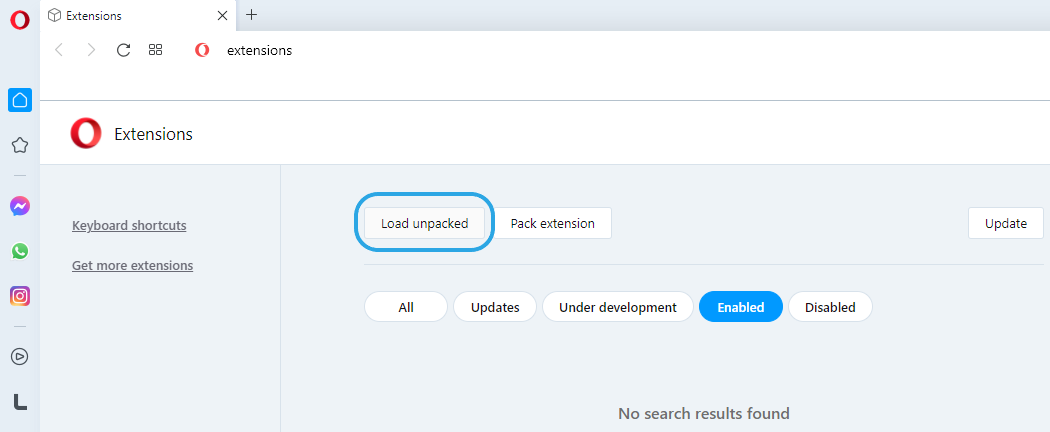 Extensions
extensions
Extensions
Keyboard shortcuts
Get more extensions
Load unpacked
Pack extension
Update
All
Updates
Under development
Enabled
Disabled
No search results found